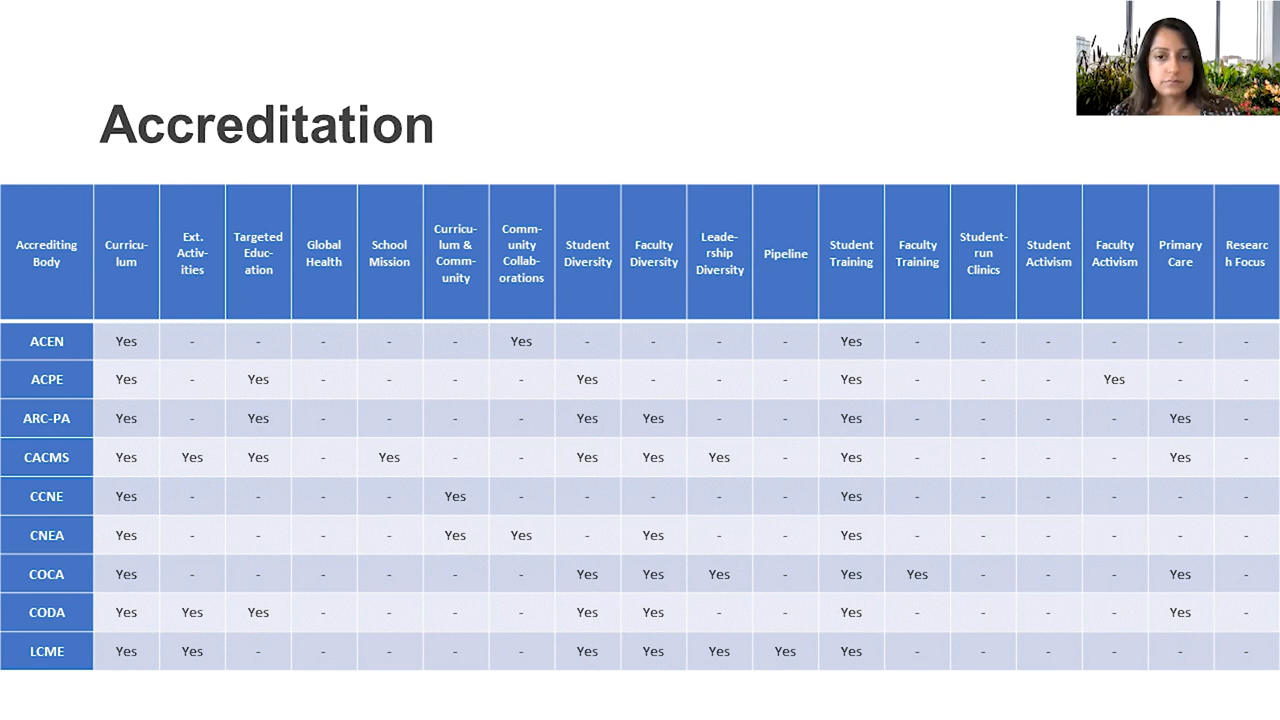 Accreditation
Accrediting Body Curricu-lum Ext. Activ-ities Targeted Educ-ation Global Health School Mission Curricu-lum & Comm-unity Comm-unity Collab-orations Student Diversity Faculty Diversity Leade-rship Diversity Pipeline Student Training Faculty Training Student-run Clinics Student Activism Faculty Activism Primary Care Researc h Focus
ACEN Yes - - - - - Yes - - - - Yes - - - - - -
ACPE Yes - Yes - - - - Yes - - - Yes - - - Yes - -
ARC-PA Yes - Yes - - - - Yes Yes - - Yes - - - - Yes -
CACMS Yes Yes Yes - Yes - - Yes Yes Yes - Yes - - - - Yes -
CCNE Yes - - - - Yes - - - - - Yes - - - - - -
CNEA Yes - - - - Yes Yes - Yes - - Yes - - - - - -
COCA Yes - - - - - - Yes Yes Yes - Yes Yes - - - Yes -
CODA Yes Yes Yes - - - - Yes Yes - - Yes - - - - Yes -
LCME Yes Yes - - - - - Yes Yes Yes Yes Yes - - - - - -